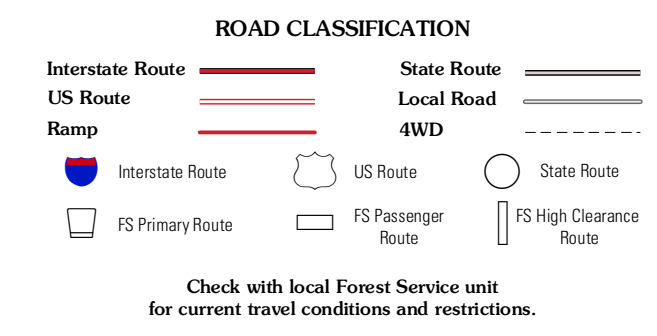 ROAD CLASSIFICATION
Interstate Route
State Route
US Route
Local Road
Ramp
4WD
Interstate Route
US Route
State Route
FS Primary Route
FS Passenger
Route
FS High Clearance
Route
Check with local Forest Service unit
for current travel conditions and restrictions.